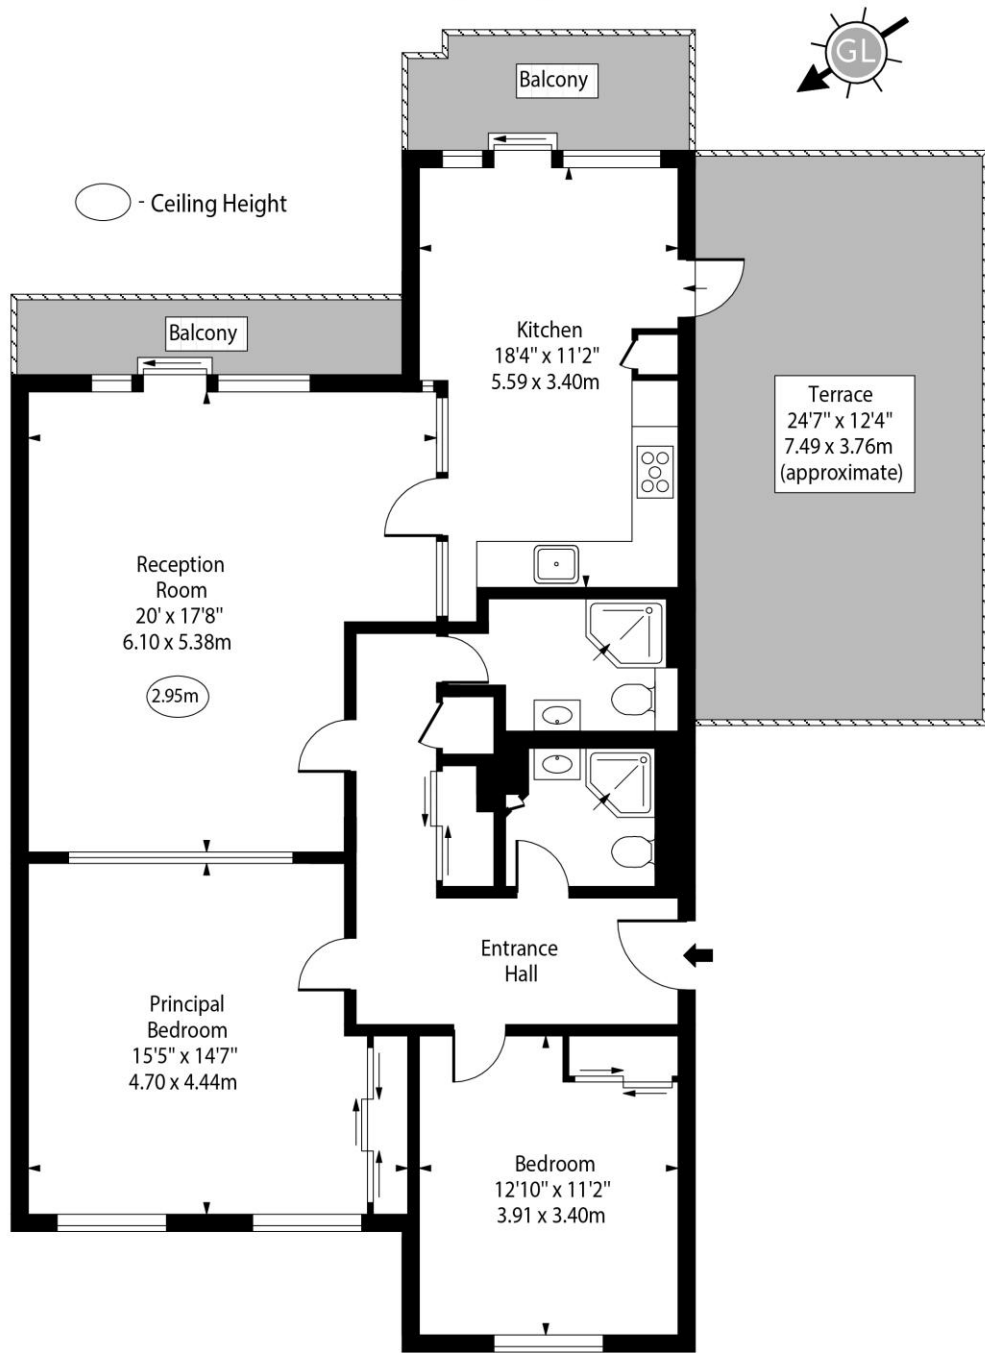 GL
Balcony
- Ceiling Height
Balcony
Kitchen
18'4" x 11'2"
5.59 x 3.40m
Terrace
24'7" x 12'4"
7.49 x 3.76m
(approximate)
Reception
Room
20' x 17'8"
6.10 x 5.38m
2.95m
Entrance
Hall
Principal
Bedroom
15'5" x 14'7"
4.70 x 4.44m
Bedroom
12'10" x 11'2"
3.91 x 3.40m